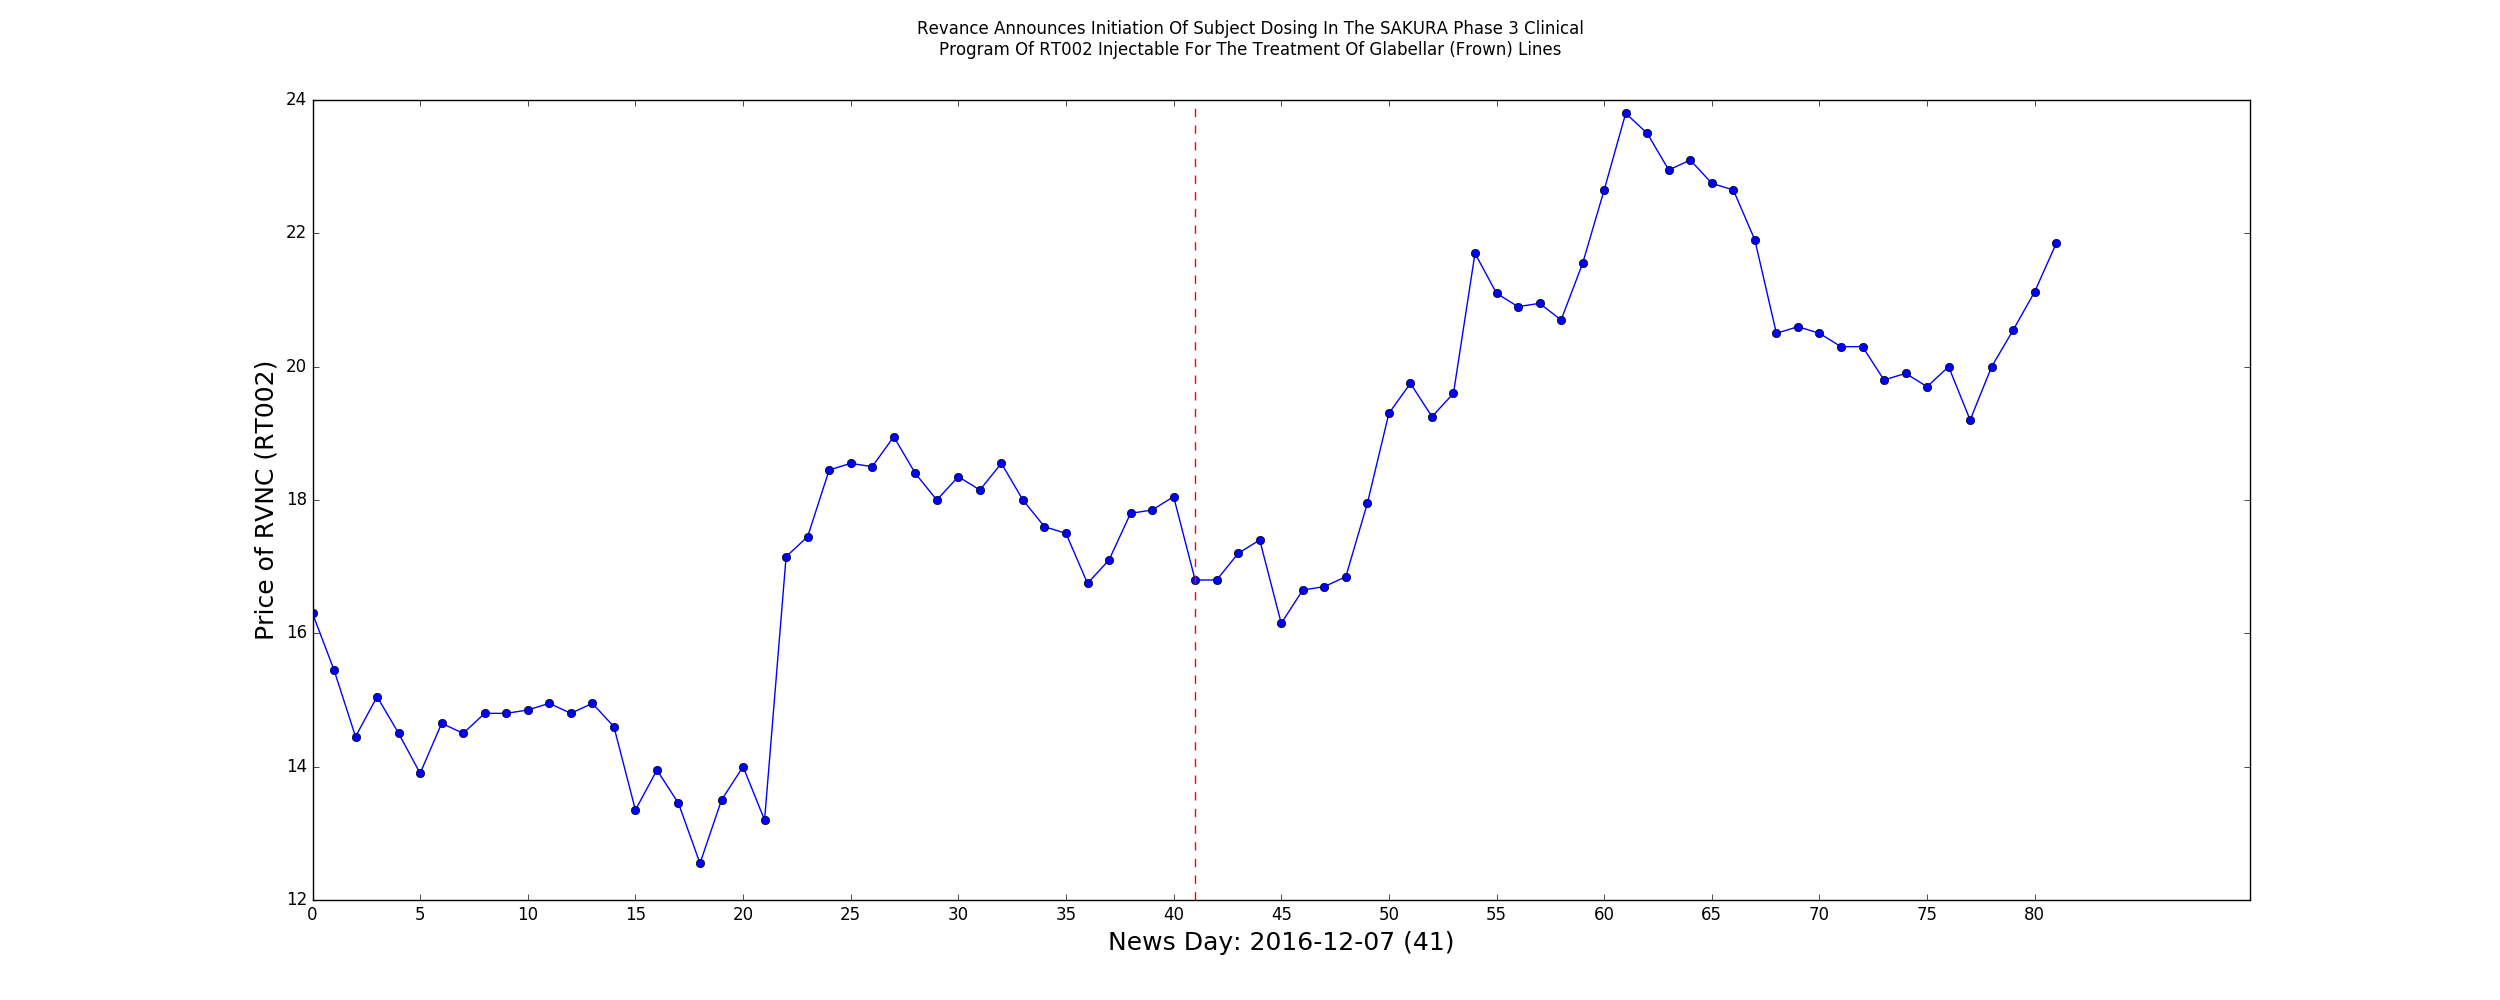 Revance Announces Initiation Of Subject Dosing In The SAKURA Phase 3 Clinical
Program Of RT002 Injectable For The Treatment Of Glabellar (Frown) Lines
24
22
20
18
16
14
12
Price of RVNC (RT002)
0 5 10 15 20 25 30 35 40 45 50 55 60 65 70 75 80
News Day: 2016-12-07 (41)